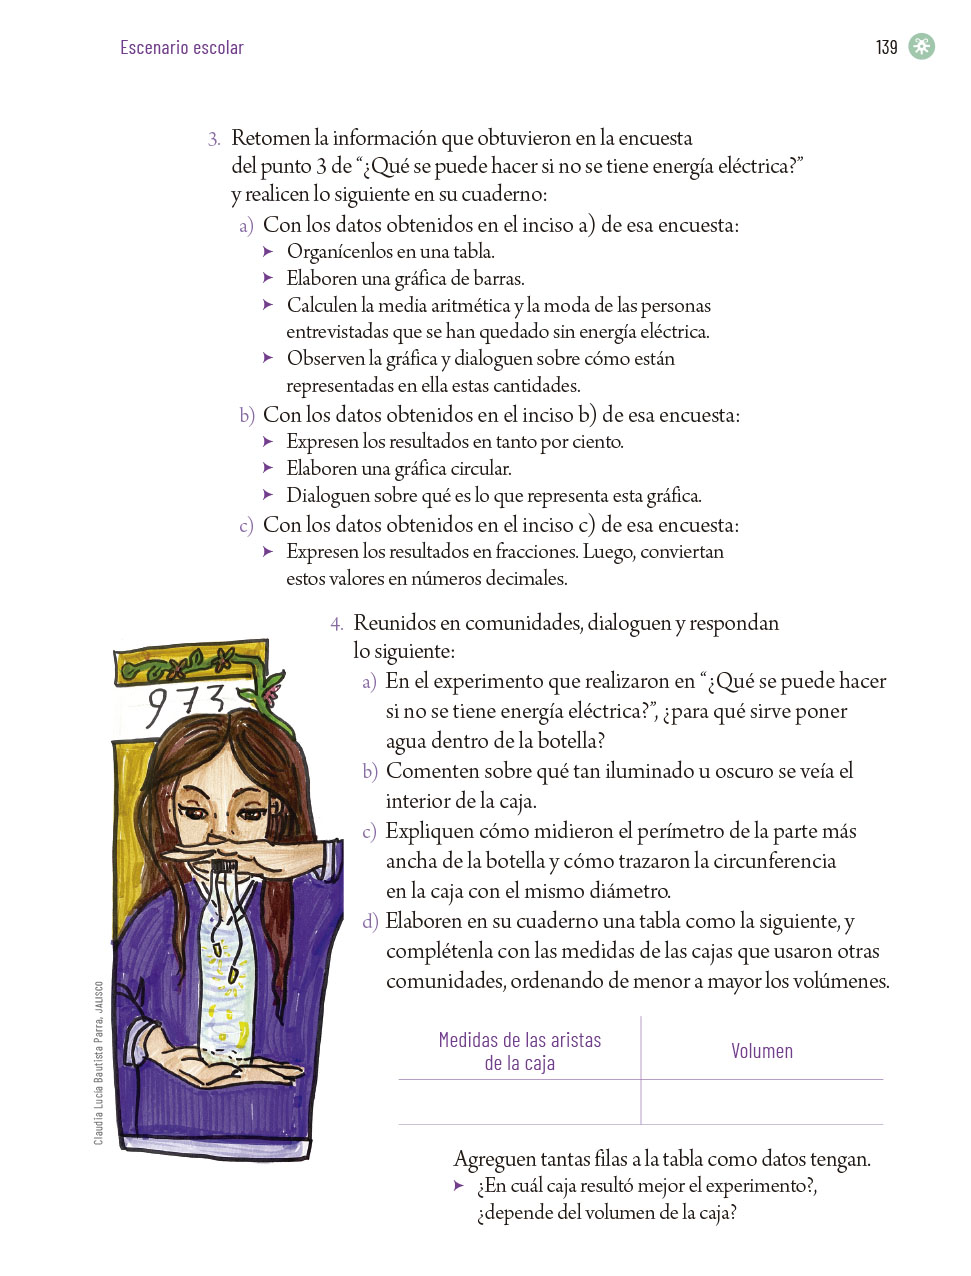 Escenario escolar
139
3. Retomen la información que obtuvieron en la encuesta
del punto 3 de “¿Qué se puede hacer si no se tiene energía eléctrica?”
y realicen lo siguiente en su cuaderno:
a) Con los datos obtenidos en el inciso a) de esa encuesta:
➤ Organícenlos en una tabla.
➤ Elaboren una gráfica de barras.
➤ Calculen la media aritmética y la moda de las personas
entrevistadas que se han quedado sin energía eléctrica.
➤ Observen la gráfica y dialoguen sobre cómo están
representadas en ella estas cantidades.
b) Con los datos obtenidos en el inciso b) de esa encuesta:
➤ Expresen los resultados en tanto por ciento.
➤ Elaboren una gráfica circular.
➤ Dialoguen sobre qué es lo que representa esta gráfica.
c) Con los datos obtenidos en el inciso c) de esa encuesta:
➤ Expresen los resultados en fracciones. Luego, conviertan
estos valores en números decimales.
4. Reunidos en comunidades, dialoguen y respondan
lo siguiente:
a) En el experimento que realizaron en “¿Qué se puede hacer
si no se tiene energía eléctrica?”, ¿para qué sirve poner
agua dentro de la botella?
b) Comenten sobre qué tan iluminado u oscuro se veía el
interior de la caja.
c) Expliquen cómo midieron el perímetro de la parte más
ancha de la botella y cómo trazaron la circunferencia
en la caja con el mismo diámetro.
d) Elaboren en su cuaderno una tabla como la siguiente, y
complétenla con las medidas de las cajas que usaron otras
comunidades, ordenando de menor a mayor los volúmenes.
973
Claudia Lucía Bautista Parra, JALISCO
Medidas de las aristas
de la caja
Volumen
Agreguen tantas filas a la tabla como datos tengan.
➤ ¿En cuál caja resultó mejor el experimento?,
¿depende del volumen de la caja?